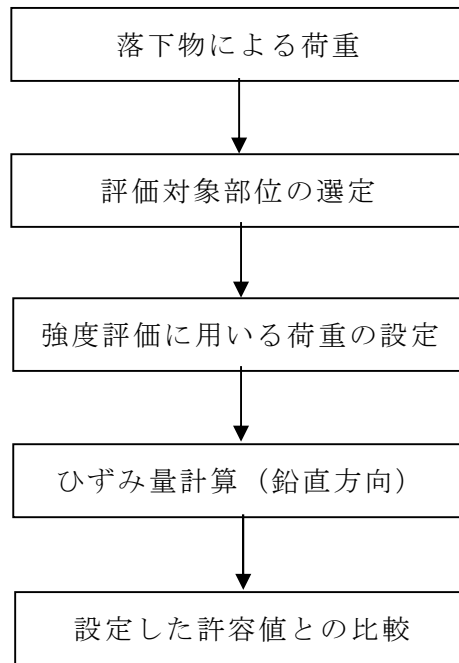 落下物による荷重
評価対象部位の選定
強度評価に用いる荷重の設定
ひずみ量計算（鉛直方向）
設定した許容値との比較